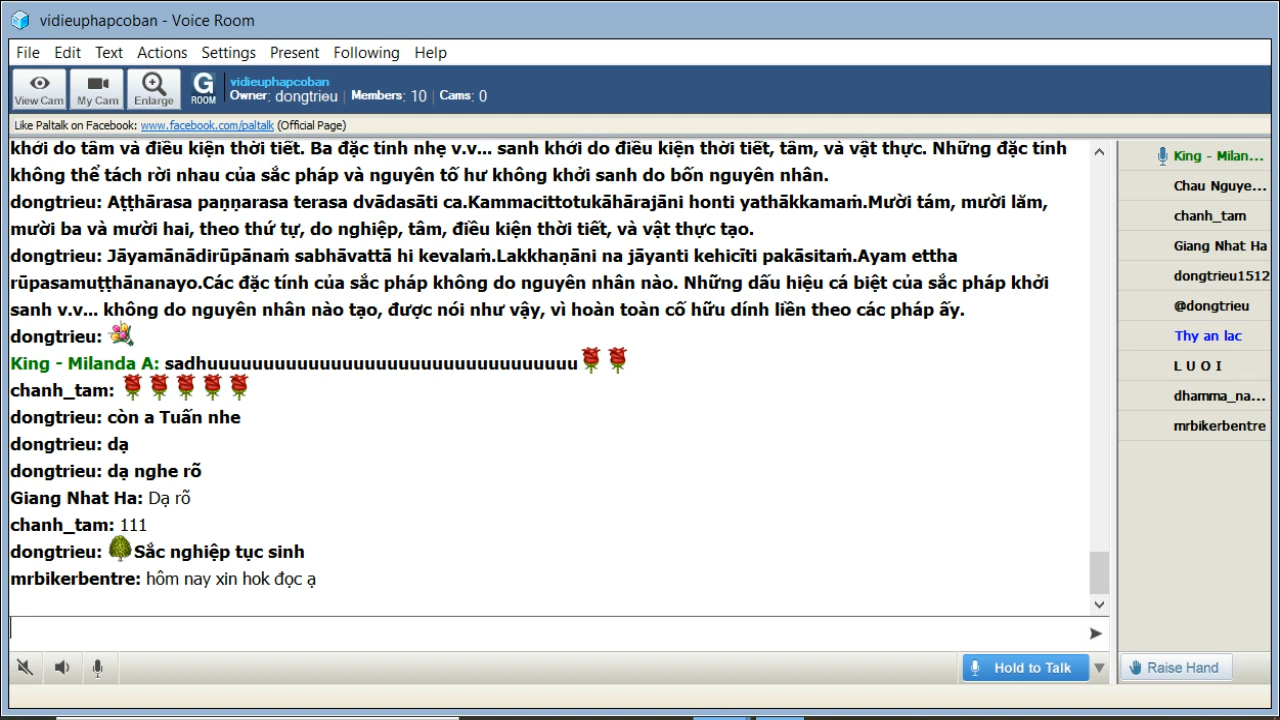 vidieuphapcoban - Voice Room
File Edit Text Actions Settings Present Following Help
View Cam My Cam Enlarge G ROOM
vidieuphapcoban
Owner: dongtrieu | Members: 10 | Cams: 0
Like Paltalk on Facebook: www.facebook.com/paltalk (Official Page)
khới do tâm và điều kiện thời tiết. Ba đặc tính nhẹ v.v... sanh khởi do điều kiện thời tiết, tâm, và vật thực. Những đặc tính
không thể tách rời nhau của sắc pháp và nguyên tố hư không khởi sanh do bốn nguyên nhân.
dongtrieu: Aṭṭhārasa paṇṇarasa terasa dvādasāti ca.Kammacittotukāhārajāni honti yathākkamaṁ.Mười tám, mười lăm,
mười ba và mười hai, theo thứ tự, do nghiệp, tâm, điều kiện thời tiết, và vật thực tạo.
dongtrieu: Jāyamānādirūpānaṁ sabhāvattā hi kevalaṁ.Lakkhaṇāni na jāyanti kehicīti pakāsitaṁ.Ayam ettha
rūpasamuṭṭhānanayo.Các đặc tính của sắc pháp không do nguyên nhân nào. Những dấu hiệu cá biệt của sắc pháp khởi
sanh v.v... không do nguyên nhân nào tạo, được nói như vậy, vì hoàn toàn cố hữu dính liền theo các pháp ấy.
dongtrieu:
King - Milanda A: sadhuuuuuuuuuuuuuuuuuuuuuuuuuuuuuuuuu
chanh_tam:
dongtrieu: còn a Tuấn nhe
dongtrieu: dạ
dongtrieu: dạ nghe rõ
Giang Nhat Ha: Dạ rõ
chanh_tam: 111
dongtrieu: Sắc nghiệp tục sinh
mrbikerbentre: hôm nay xin hok đọc ạ
King - Milan...
Chau Nguye...
chanh_tam
Giang Nhat Ha
dongtrieu1512
@dongtrieu
Thy an lac
L U O I
dhamma_na...
mrbikerbentre
Hold to Talk
Raise Hand